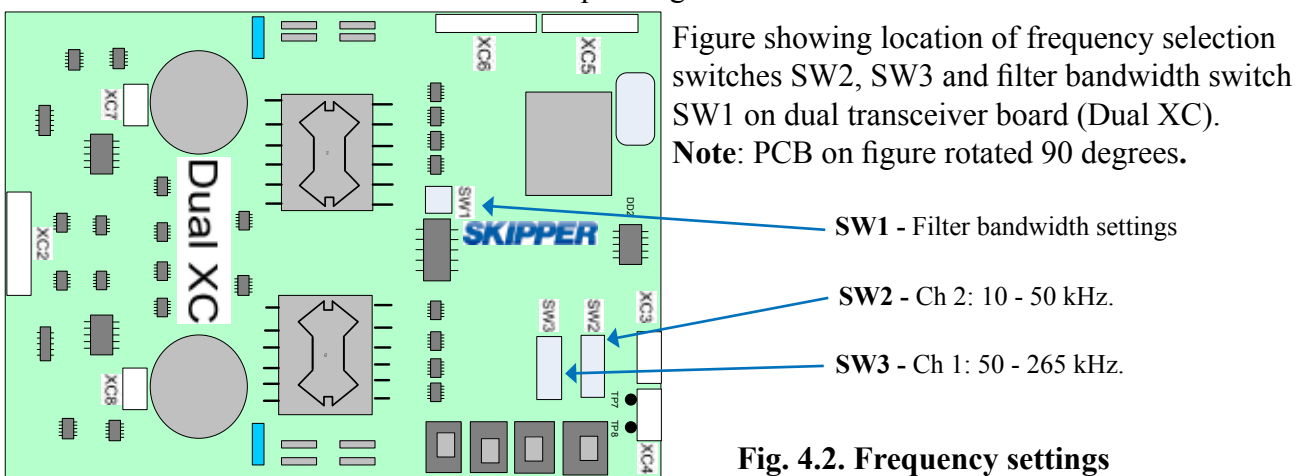 Figure showing location of frequency selection
switches SW2, SW3 and filter bandwidth switch
SW1 on dual transceiver board (Dual XC).
Note: PCB on figure rotated 90 degrees.
XC6
XC5
XC7
Dual XC
SW1
SKIPPER
DD2
XC2
SW1 - Filter bandwidth settings
SW2 - Ch 2: 10 - 50 kHz.
SW3 - Ch 1: 50 - 265 kHz.
SW3
SW2
XC3
XC8
TP7
TP8
XC4
Fig. 4.2. Frequency settings